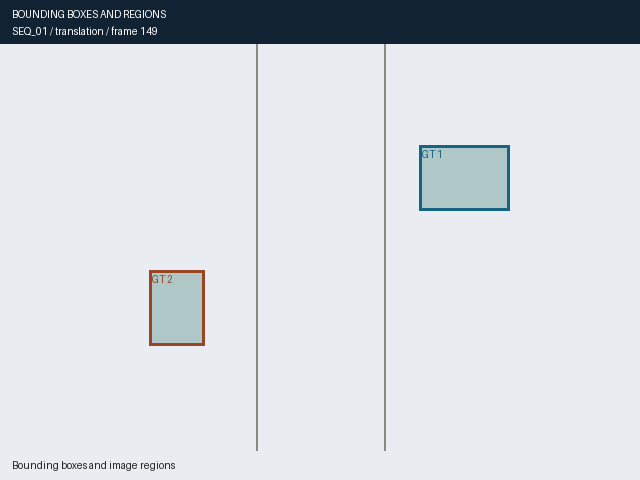 BOUNDING BOXES AND REGIONS
SEQ_01 / translation / frame 149
GT1
GT2
Bounding boxes and image regions